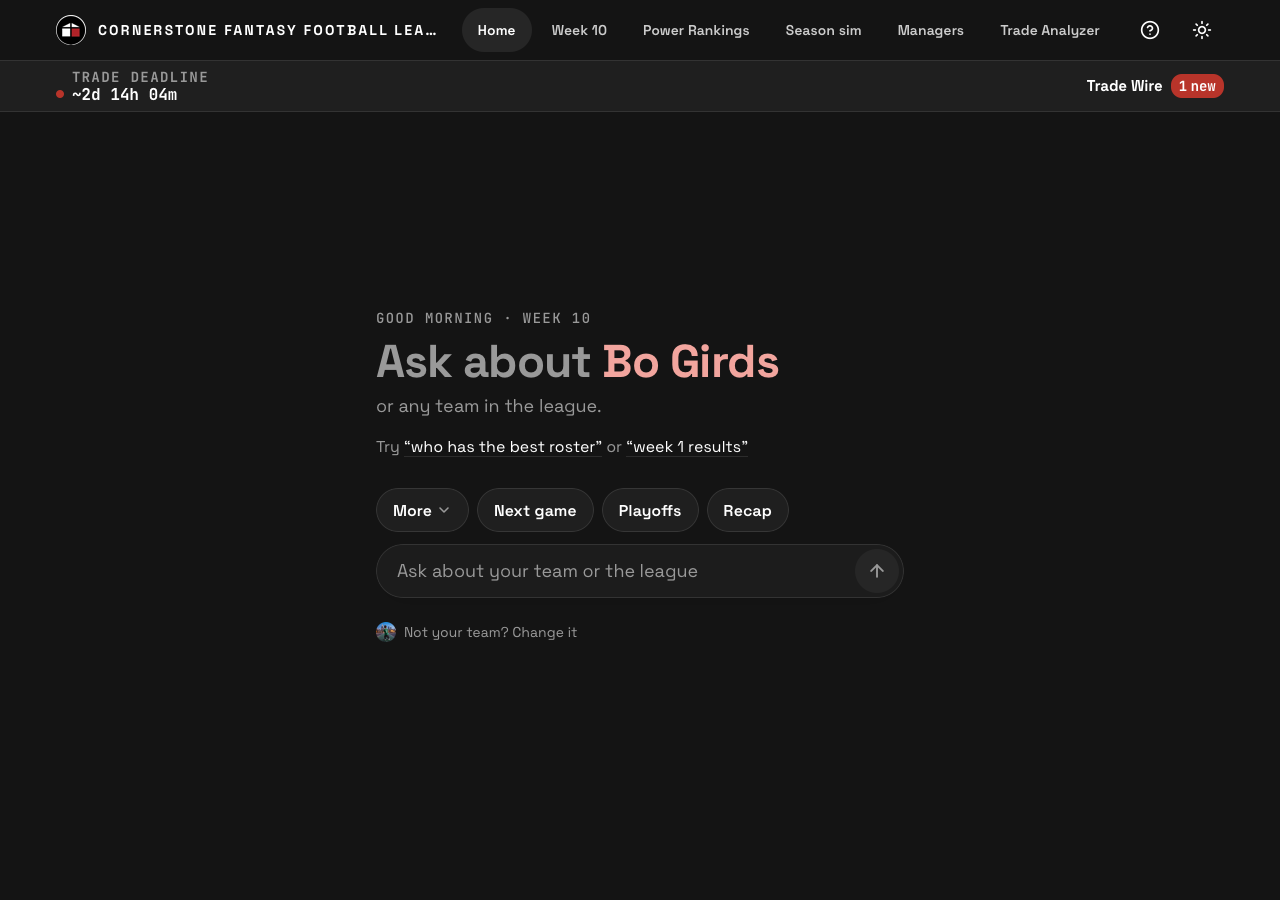 CORNERSTONE FANTASY FOOTBALL LEA…
Home
Week 10
Power Rankings
Season sim
Managers
Trade Analyzer
TRADE DEADLINE
~2d 14h 04m
Trade Wire
1 new
GOOD MORNING · WEEK 10
Ask about Bo Girds
or any team in the league.
Try “who has the best roster” or “week 1 results”
More
Next game
Playoffs
Recap
Ask about your team or the league
Not your team? Change it